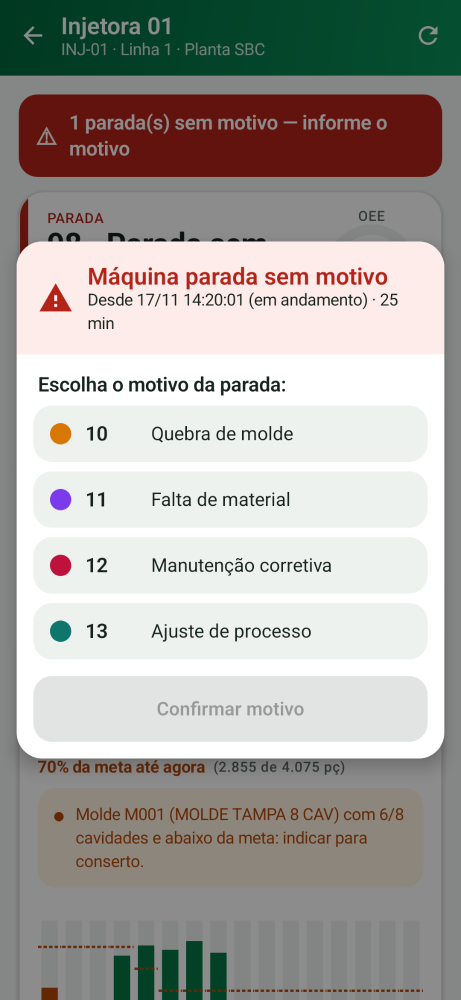 Injetora 01
INJ-01 · Linha 1 · Planta SBC
1 parada(s) sem motivo — informe o
motivo
PARADA
OEE
08 - Parada sem
Máquina parada sem motivo
Desde 17/11 14:20:01 (em andamento) · 25
min
Escolha o motivo da parada:
10 Quebra de molde
11 Falta de material
12 Manutenção corretiva
13 Ajuste de processo
Confirmar motivo
70% da meta até agora (2.855 de 4.075 pç)
Molde M001 (MOLDE TAMPA 8 CAV) com 6/8
cavidades e abaixo da meta: indicar para
conserto.